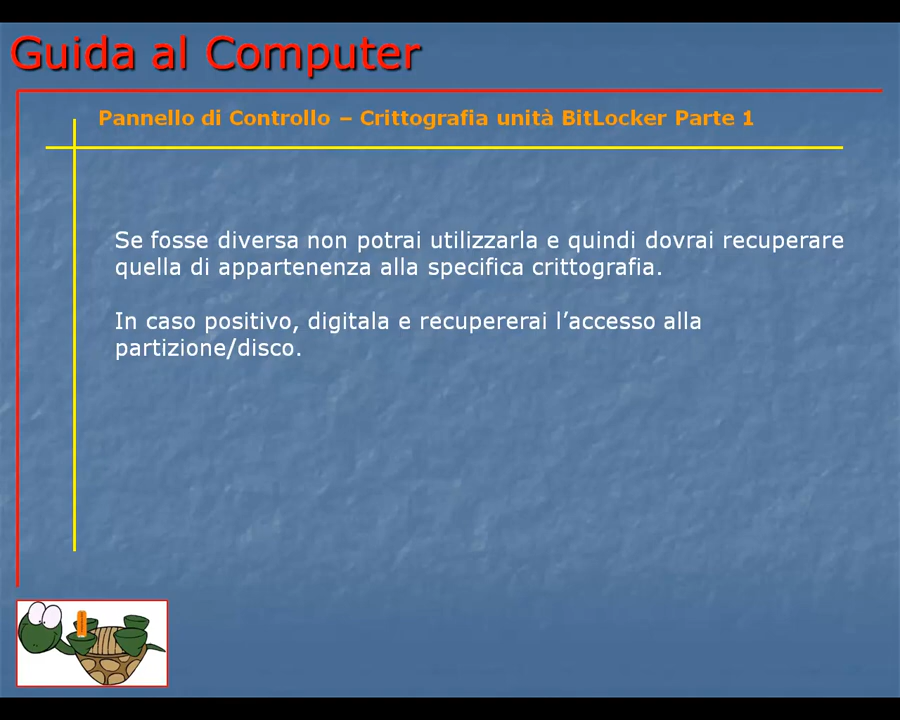 Guida al Computer
Pannello di Controllo – Crittografia unità BitLocker Parte 1
Se fosse diversa non potrai utilizzarla e quindi dovrai recuperare
quella di appartenenza alla specifica crittografia.
In caso positivo, digitala e recupererai l’accesso alla
partizione/disco.